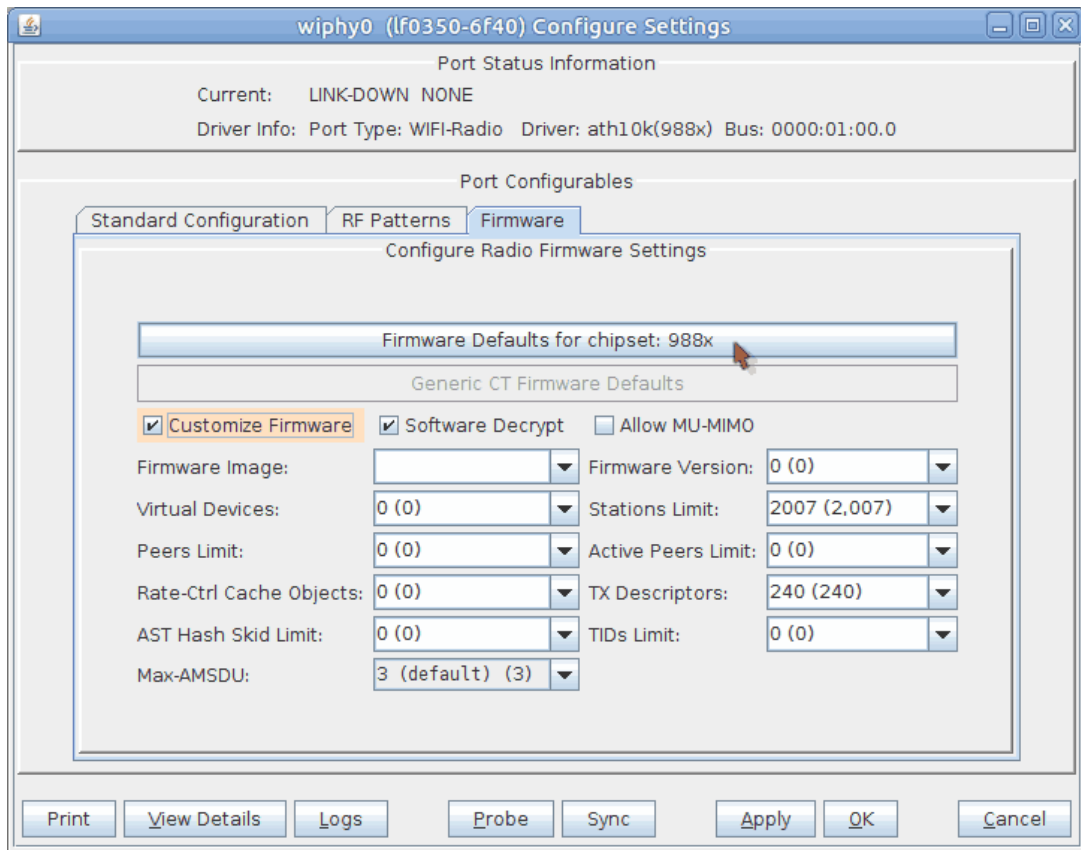 wiphy0 (lf0350-6f40) Configure Settings
Port Status Information
Current: LINK-DOWN NONE
Driver Info: Port Type: WIFI-Radio Driver: ath10k(988x) Bus: 0000:01:00.0
Port Configurables
Standard Configuration RF Patterns Firmware
Configure Radio Firmware Settings
Firmware Defaults for chipset: 988x
Generic CT Firmware Defaults
Customize Firmware Software Decrypt Allow MU-MIMO
Firmware Image: Firmware Version: 0 (0)
Virtual Devices: 0 (0) Stations Limit: 2007 (2,007)
Peers Limit: 0 (0) Active Peers Limit: 0 (0)
Rate-Ctrl Cache Objects: 0 (0) TX Descriptors: 240 (240)
AST Hash Skid Limit: 0 (0) TIDs Limit: 0 (0)
Max-AMSDU: 3 (default) (3)
Print View Details Logs Probe Sync Apply OK Cancel